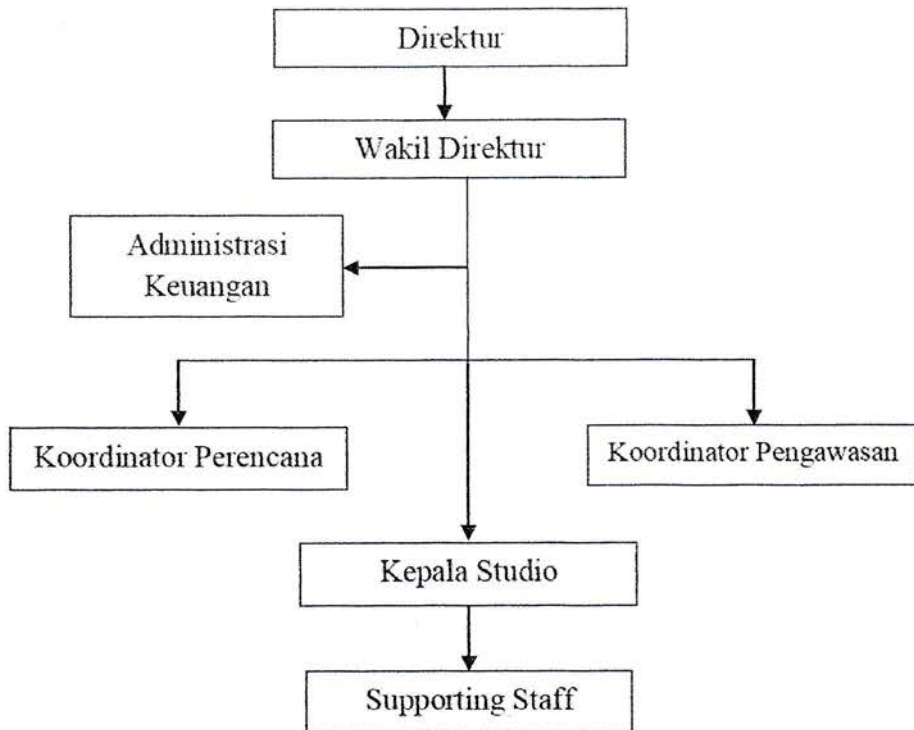 Direktur
Wakil Direktur
Administrasi
Keuangan
Koordinator Perencana
Koordinator Pengawasan
Kepala Studio
Supporting Staff